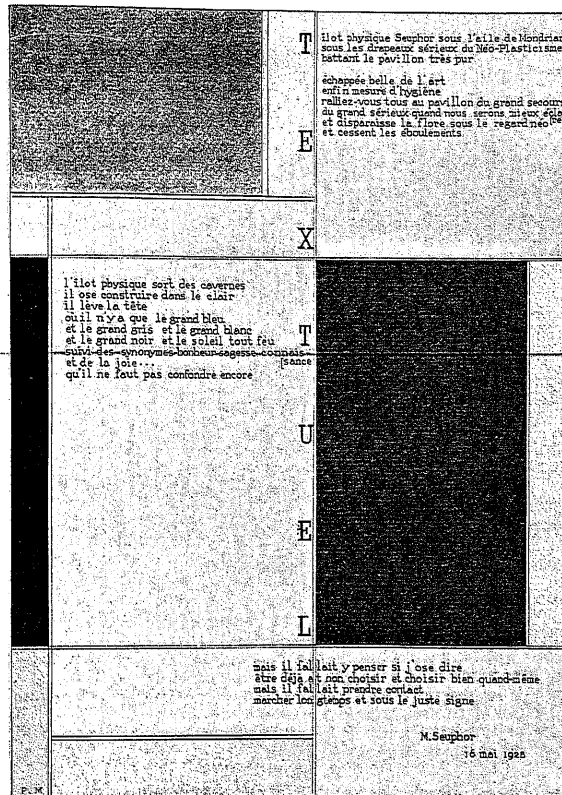 TEXTUEL
îlot physique Seuphor sous l'aile de Mondrian
sous les drapeaux sérieux du Néo-Plasticisme
battant le pavillon très pur
échappée belle de l'art
enfin mesure d'hygiène
ralliez-vous tous au pavillon du grand secours
du grand sérieux quand nous serons mieux
et disparaisse la flore sous le regard néo
et cessent les éboulements
l'îlot physique sort des cavernes
il ose construire dans le clair
il lève la tête
où il n'y a que le grand bleu
et le grand gris et le grand blanc
et le grand noir et le soleil tout feu
suivi des synonymes bonheur sagesse connais-
[sance
et de la joie...
qu'il ne faut pas confondre encore
mais il fallait y penser si j'ose dire
être déjà et non choisir et choisir bien quand-même
mais il fallait prendre contact
marcher longtemps et sous le juste signe
M.Seuphor
16 mai 1928
P.M